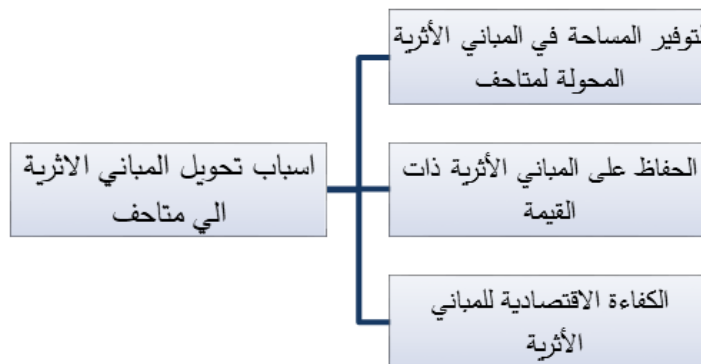 اسباب تحويل المباني الاثرية
الي متاحف
لتوفير المساحة في المباني الأثرية
المحولة لمتاحف
الحفاظ على المباني الأثرية ذات
القيمة
الكفاءة الاقتصادية للمباني
الأثرية